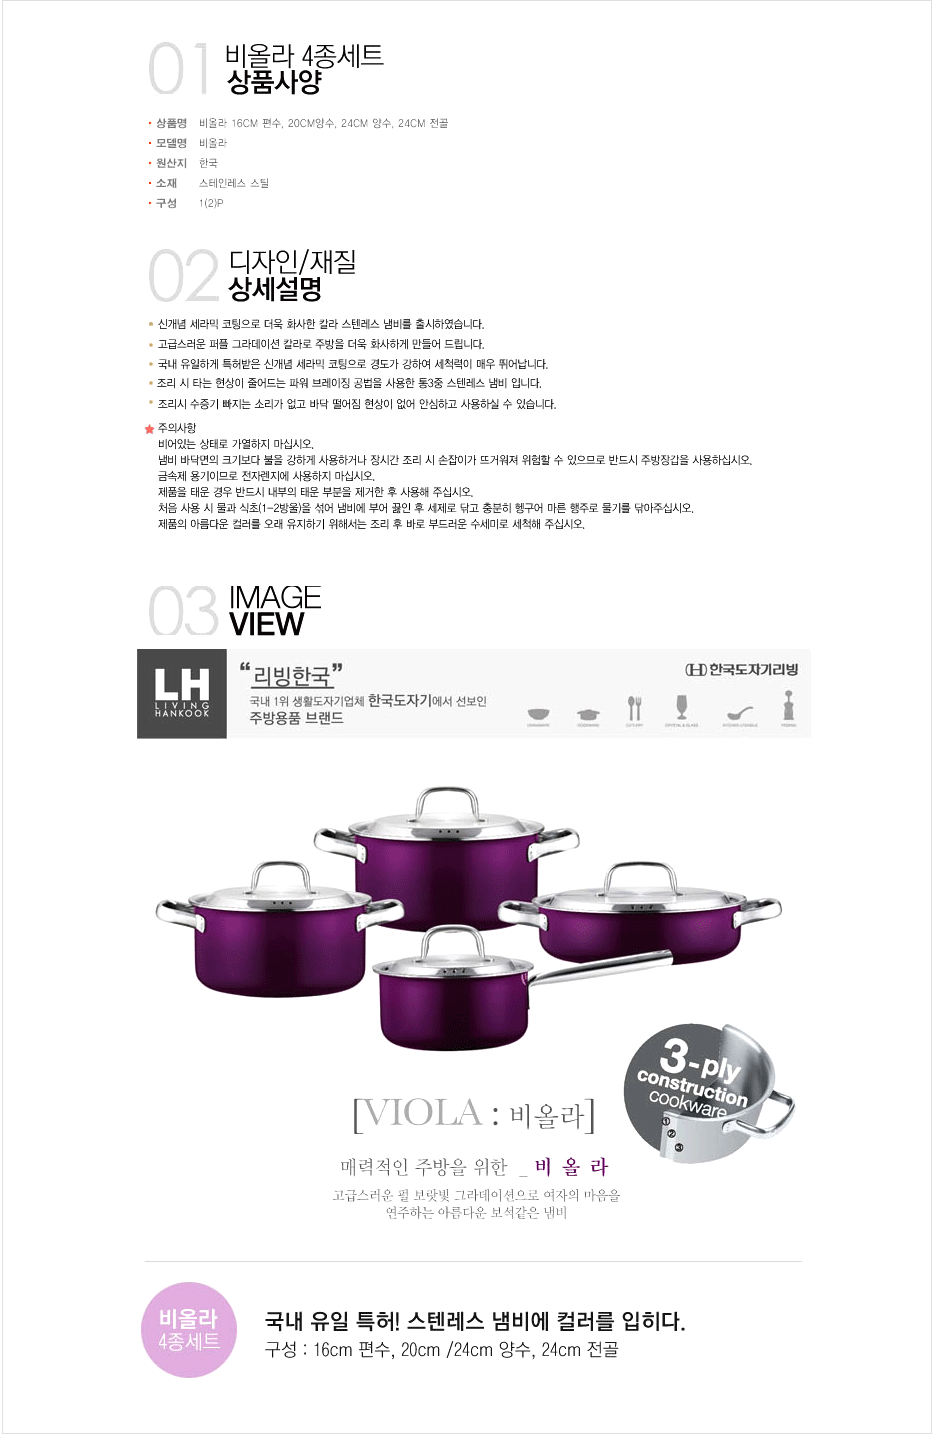 01 비올라 4종세트
상품사양
상품명 비올라 16CM 편수, 20CM양수, 24CM 양수, 24CM 전골
모델명 비올라
원산지 한국
소재 스테인레스 스틸
구성 1(2)P
02 디자인/재질
상세설명
신개념 세라믹 코팅으로 더욱 화사한 칼라 스텐레스 냄비를 출시하였습니다.
고급스러운 퍼플 그라데이션 칼라로 주방을 더욱 화사하게 만들어 드립니다.
국내 유일하게 특허받은 신개념 세라믹 코팅으로 경도가 강하여 세척력이 매우 뛰어납니다.
조리 시 타는 현상이 줄어드는 파워 브레이징 공법을 사용한 통3중 스텐레스 냄비 입니다.
조리시 수증기 빠지는 소리가 없고 바닥 떨어짐 현상이 없어 안심하고 사용하실 수 있습니다.
주의사항
비어있는 상태로 가열하지 마십시오.
냄비 바닥면의 크기보다 불을 강하게 사용하거나 장시간 조리 시 손잡이가 뜨거워져 위험할 수 있으므로 반드시 주방장갑을 사용하십시오.
금속제 용기이므로 전자렌지에 사용하지 마십시오.
제품을 태운 경우 반드시 내부의 태운 부분을 제거한 후 사용해 주십시오.
처음 사용 시 물과 식초(1-2방울)을 섞어 냄비에 부어 끓인 후 세제로 닦고 충분히 헹구어 마른 행주로 물기를 닦아주십시오.
제품의 아름다운 컬러를 오래 유지하기 위해서는 조리 후 바로 부드러운 수세미로 세척해 주십시오.
03 IMAGE
VIEW
LH
LIVING
HANKOOK
“리빙한국”
국내 1위 생활도자기업체 한국도자기에서 선보인
주방용품 브랜드
한국도자기리빙
3-ply
construction
cookware
1
2
3
[VIOLA : 비올라]
매력적인 주방을 위한 _ 비 올 라
고급스러운 펄 보랏빛 그라데이션으로 여자의 마음을
연주하는 아름다운 보석같은 냄비
비올라
4종세트
국내 유일 특허! 스텐레스 냄비에 컬러를 입히다.
구성 : 16cm 편수, 20cm /24cm 양수, 24cm 전골